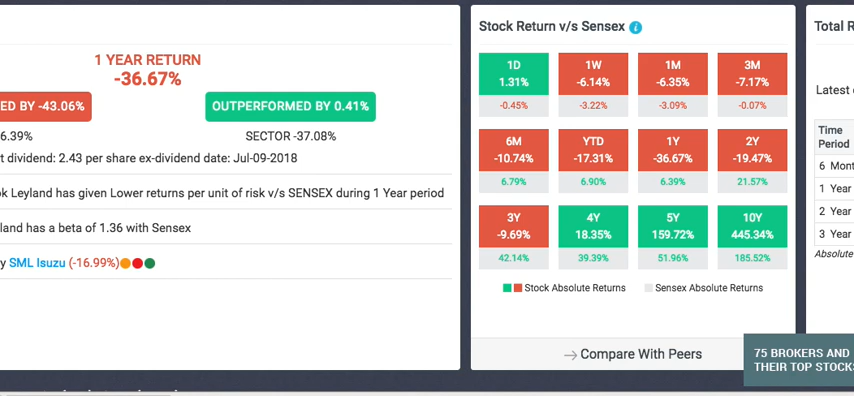 1 YEAR RETURN
-36.67%
ED BY -43.06%
OUTPERFORMED BY 0.41%
6.39%
SECTOR -37.08%
t dividend: 2.43 per share ex-dividend date: Jul-09-2018
k Leyland has given Lower returns per unit of risk v/s SENSEX during 1 Year period
land has a beta of 1.36 with Sensex
y SML Isuzu (-16.99%)
Stock Return v/s Sensex
1D 1W 1M 3M
1.31% -6.14% -6.35% -7.17%
-0.45% -3.22% -3.09% -0.07%
6M YTD 1Y 2Y
-10.74% -17.31% -36.67% -19.47%
6.79% 6.90% 6.39% 21.57%
3Y 4Y 5Y 10Y
-9.69% 18.35% 159.72% 445.34%
42.14% 39.39% 51.96% 185.52%
Stock Absolute Returns Sensex Absolute Returns
Compare With Peers
Total R
Latest
Time
Period
6 Mont
1 Year
2 Year
3 Year
Absolute
75 BROKERS AND
THEIR TOP STOCKS